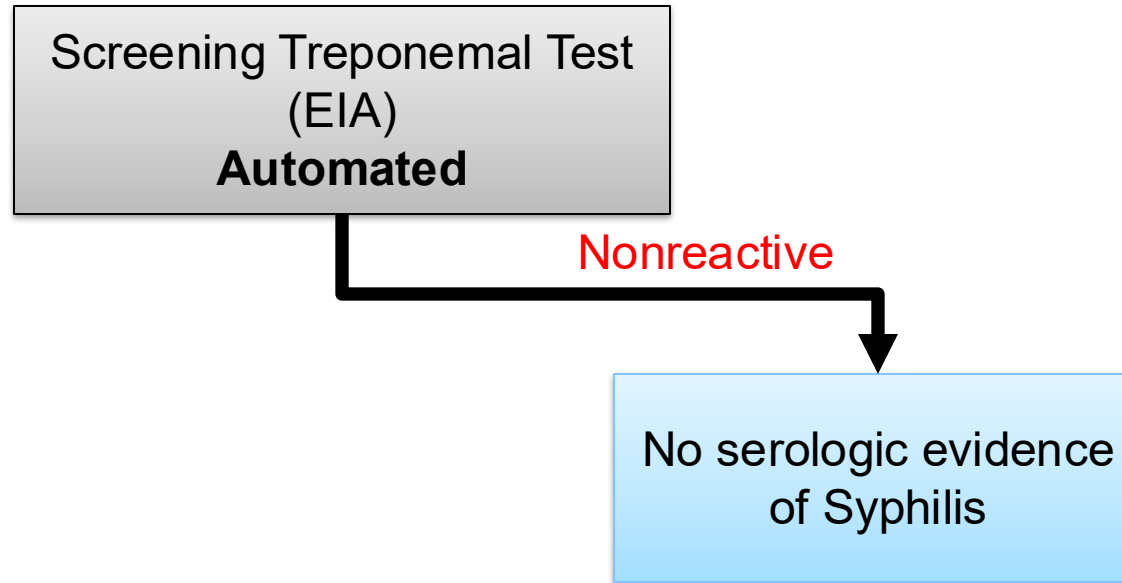 Screening Treponemal Test
(EIA)
Automated
Nonreactive
No serologic evidence
of Syphilis